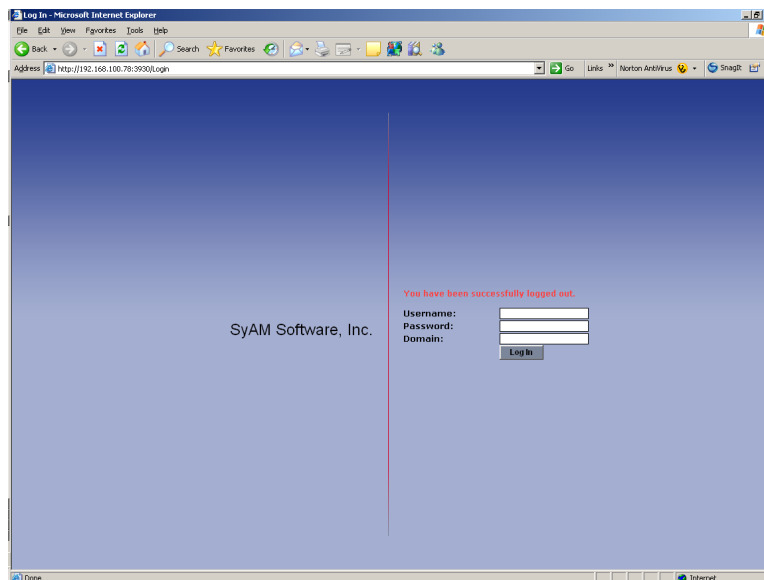 Log In - Microsoft Internet Explorer
File Edit View Favorites Tools Help
Back Search Favorites
Address http://192.168.100.78:3930/Login Go Links » Norton AntiVirus SnagIt
You have been successfully logged out.
Username:
SyAM Software, Inc.
Password:
Domain:
Log In
Done Internet